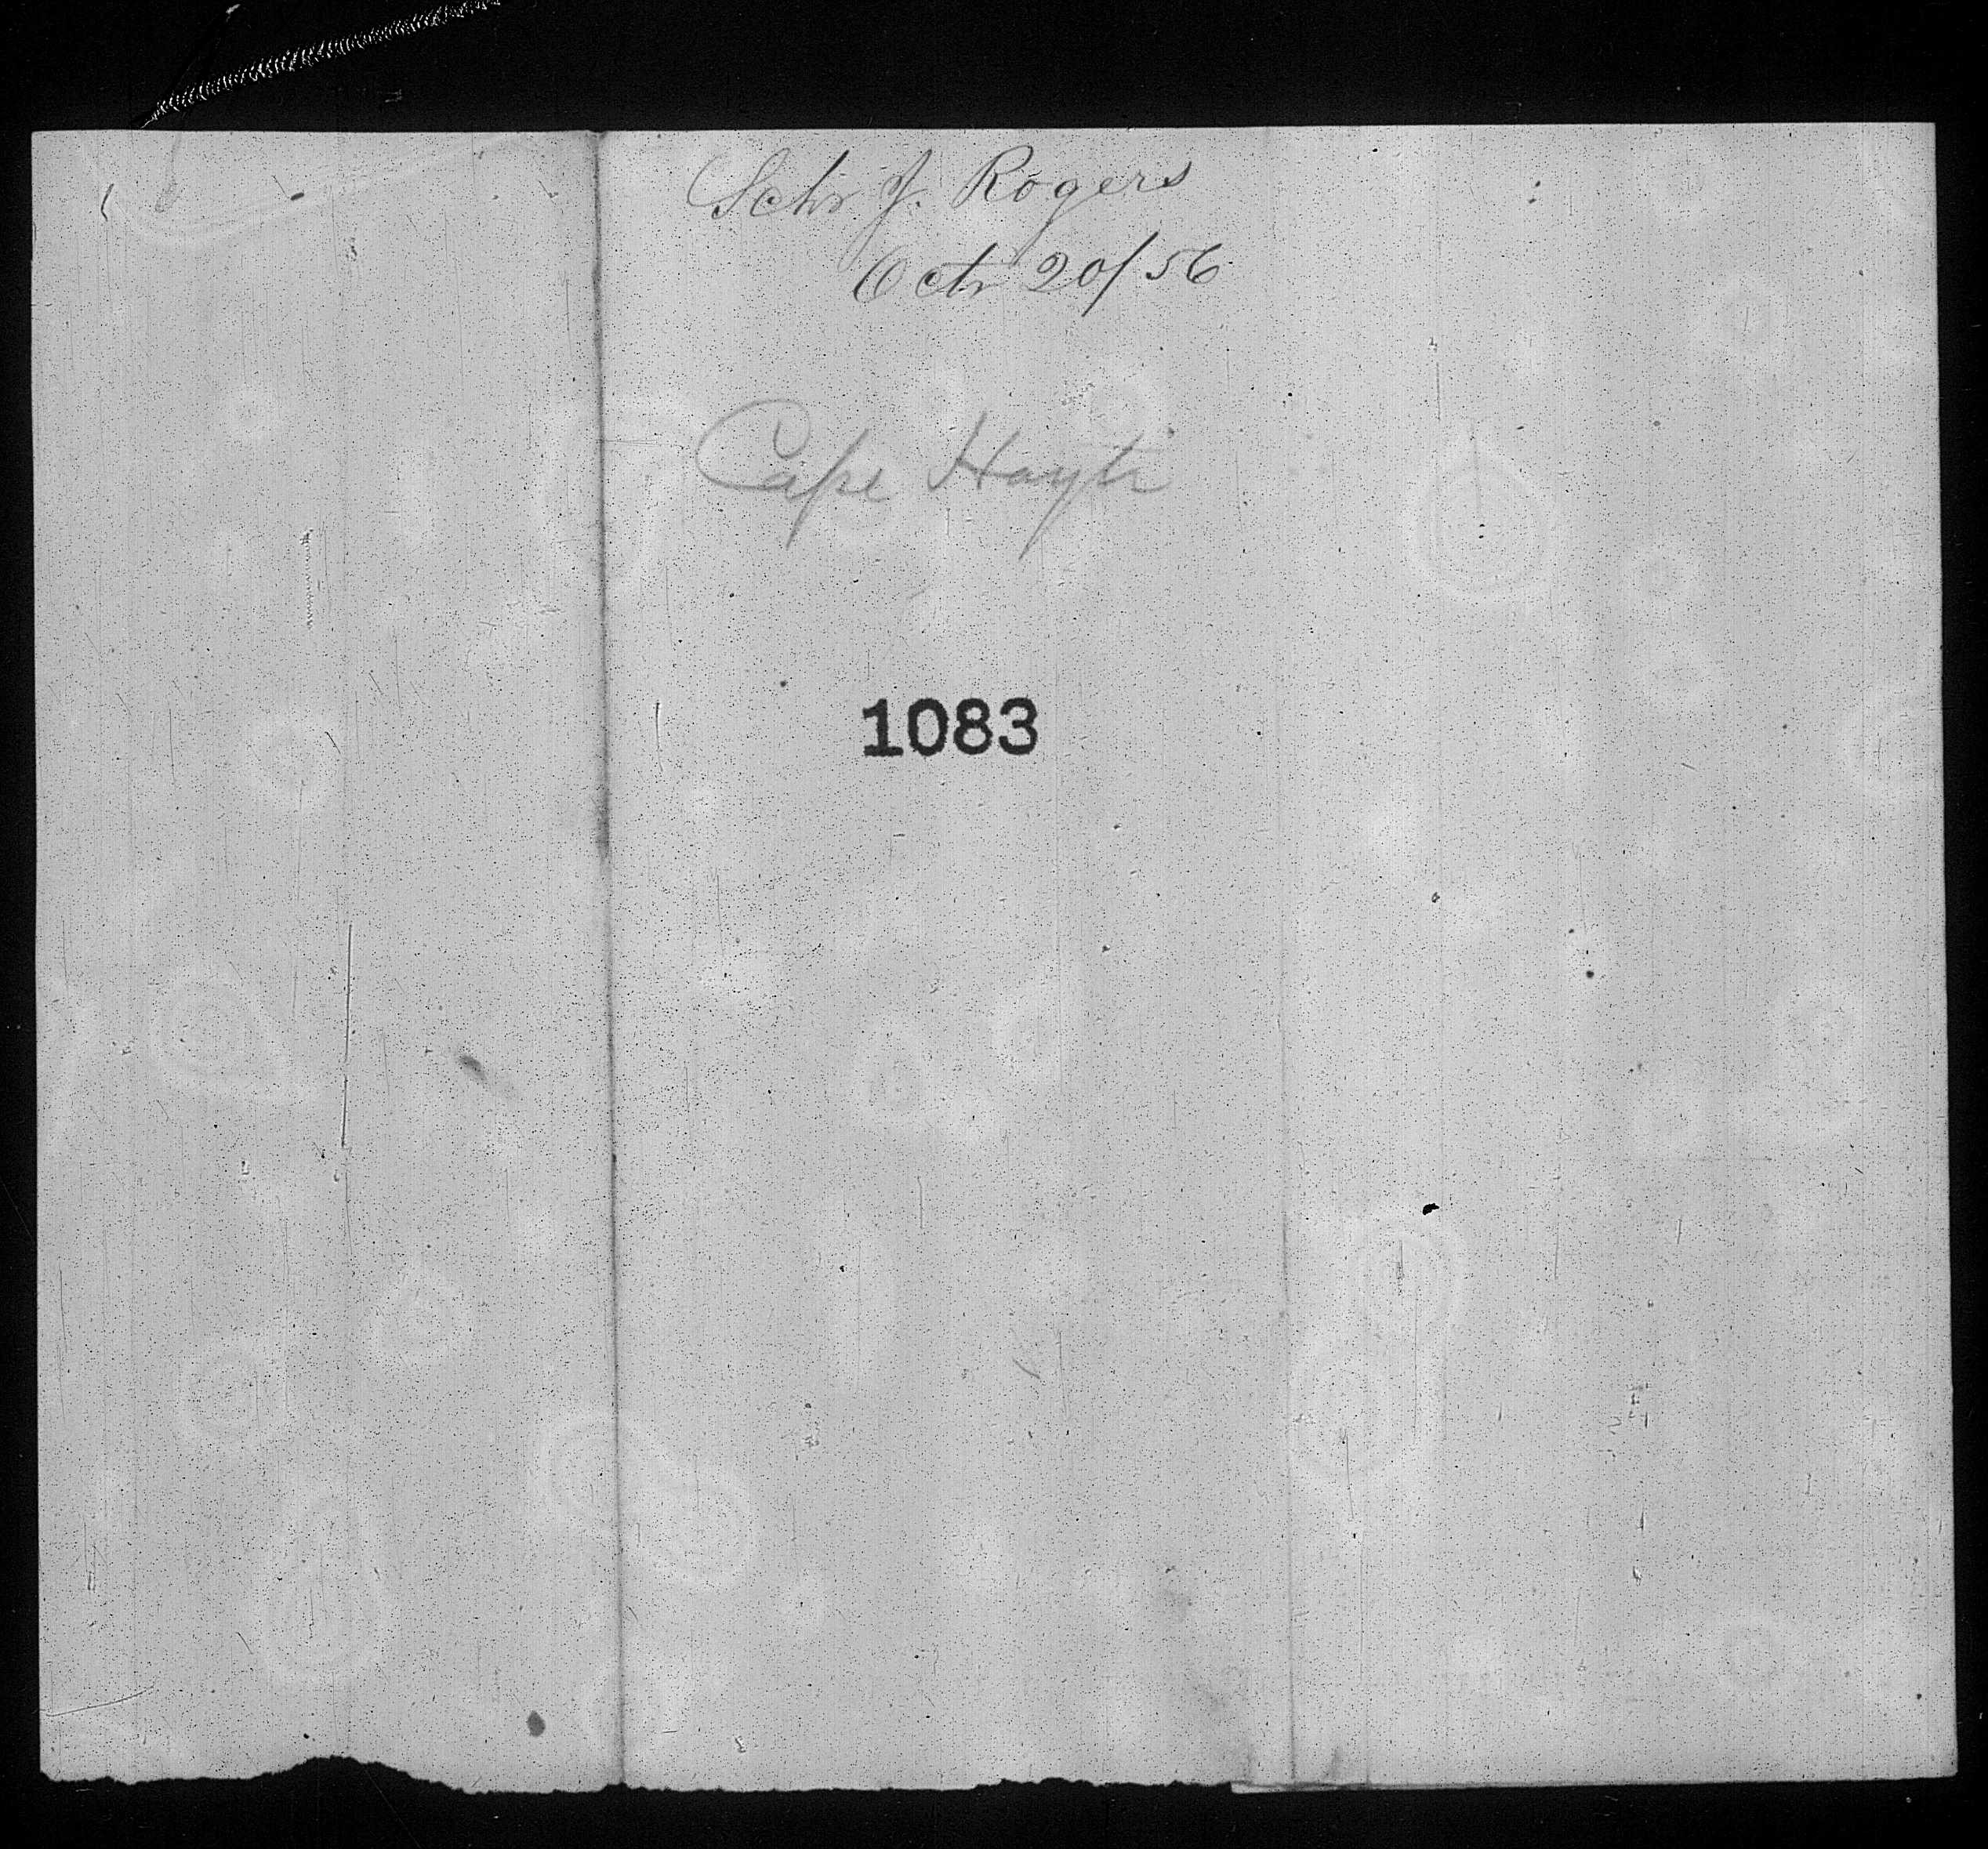 Schr J. Rogers
Octr 20/56
Cape Hayti
1083